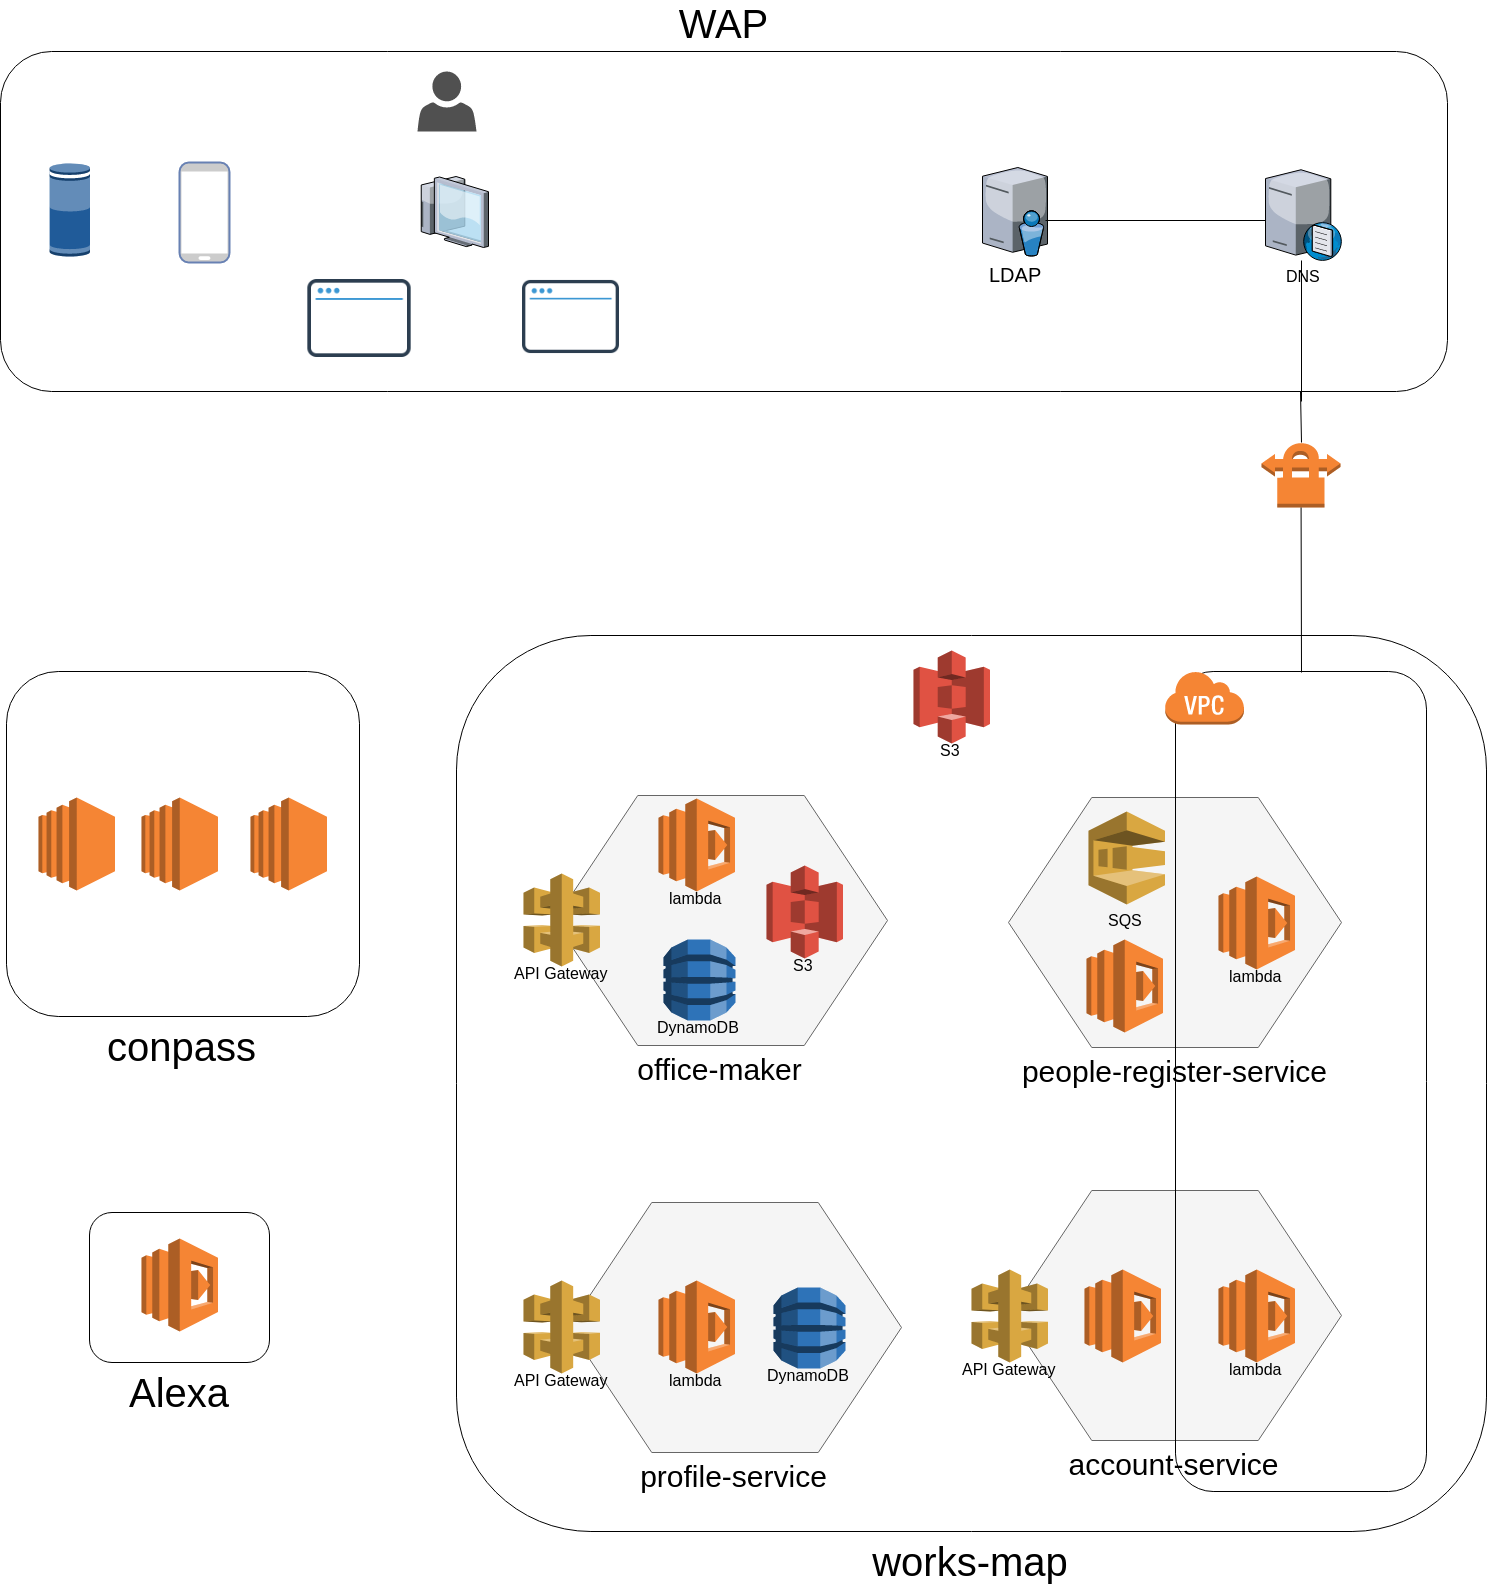 WAP
LDAP
DNS
VPC
S3
lambda
S3
API Gateway
DynamoDB
office-maker
SQS
lambda
people-register-service
conpass
Alexa
API Gateway
lambda
DynamoDB
profile-service
API Gateway
lambda
account-service
works-map